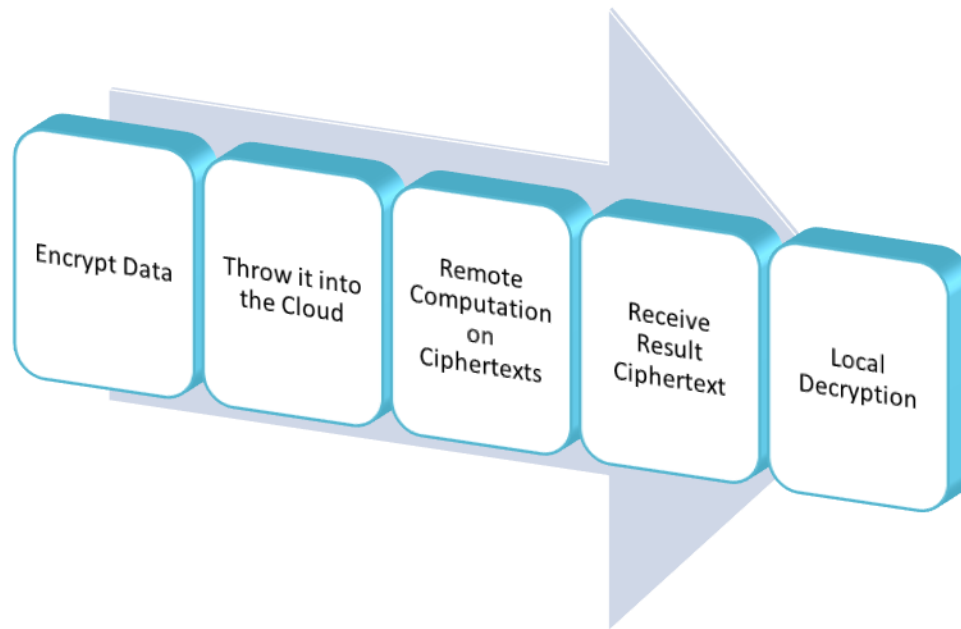 Encrypt Data
Throw it into
the Cloud
Remote
Computation
on
Ciphertexts
Receive
Result
Ciphertext
Local
Decryption